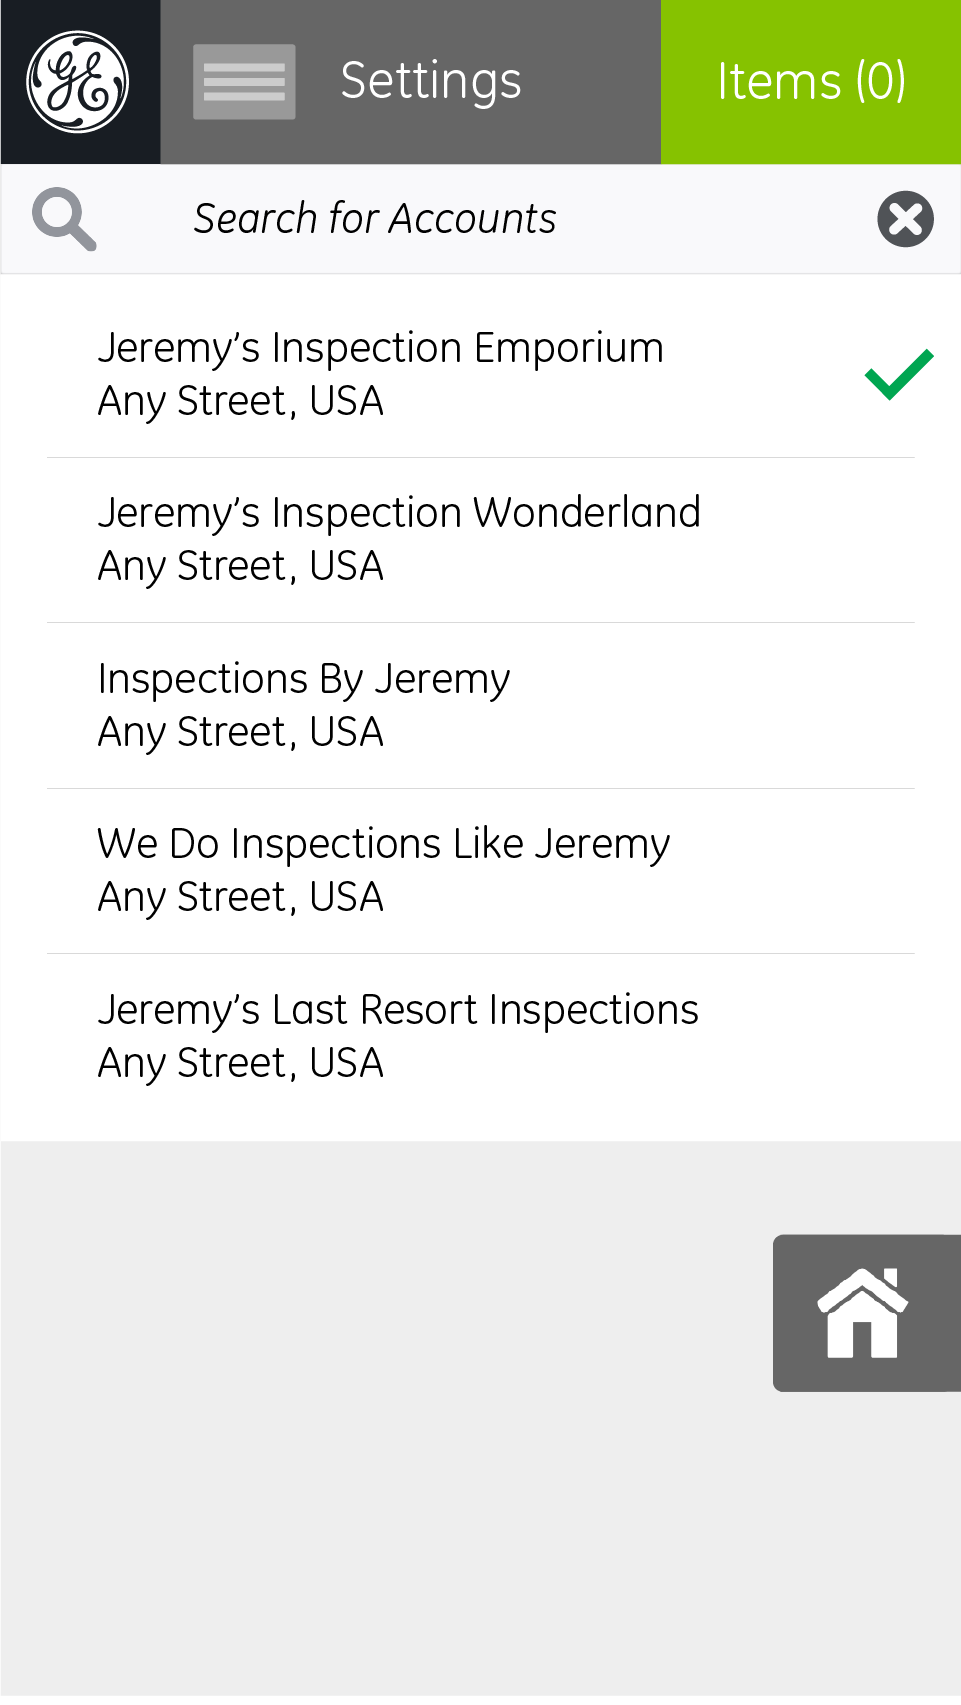 GE
Settings
Items (0)
Search for Accounts
Jeremy’s Inspection Emporium
Any Street, USA
Jeremy’s Inspection Wonderland
Any Street, USA
Inspections By Jeremy
Any Street, USA
We Do Inspections Like Jeremy
Any Street, USA
Jeremy’s Last Resort Inspections
Any Street, USA